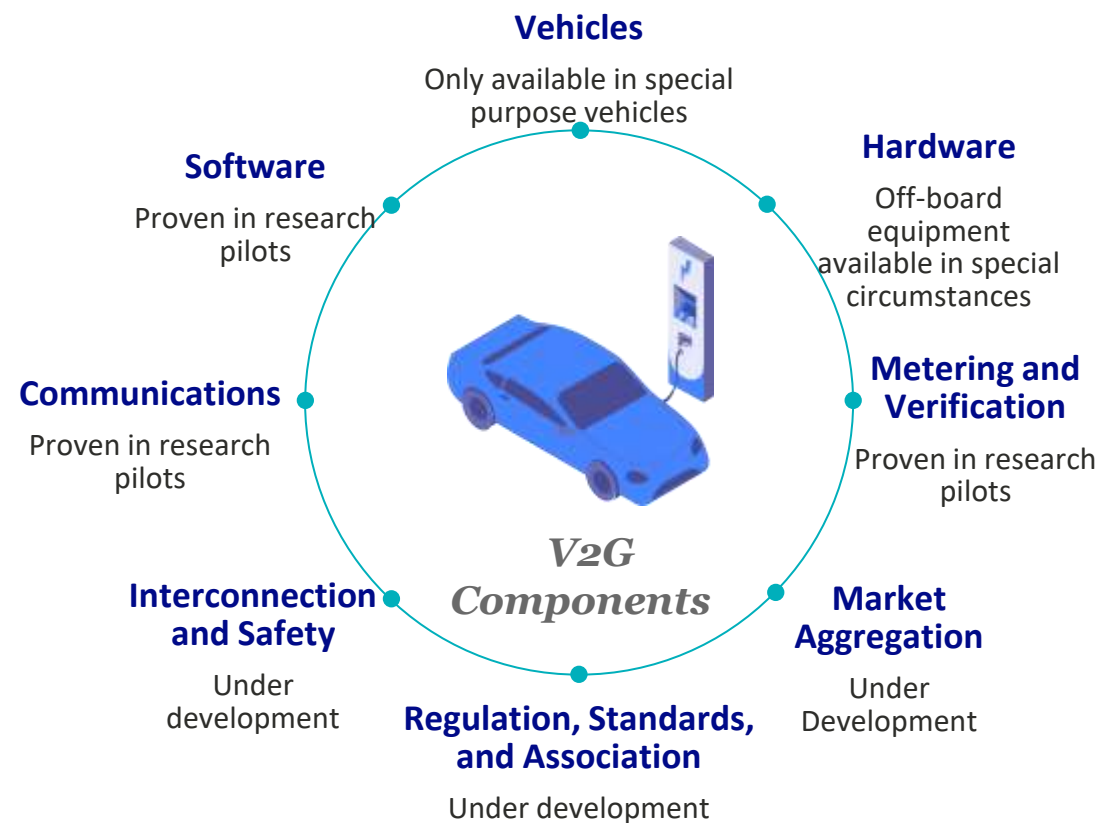 Vehicles
Only available in special
purpose vehicles
Hardware
Off-board
equipment
available in special
circumstances
Metering and
Verification
Proven in research
pilots
Market
Aggregation
Under
Development
Regulation, Standards,
and Association
Under development
Interconnection
and Safety
Under
development
Communications
Proven in research
pilots
Software
Proven in research
pilots
V2G
Components